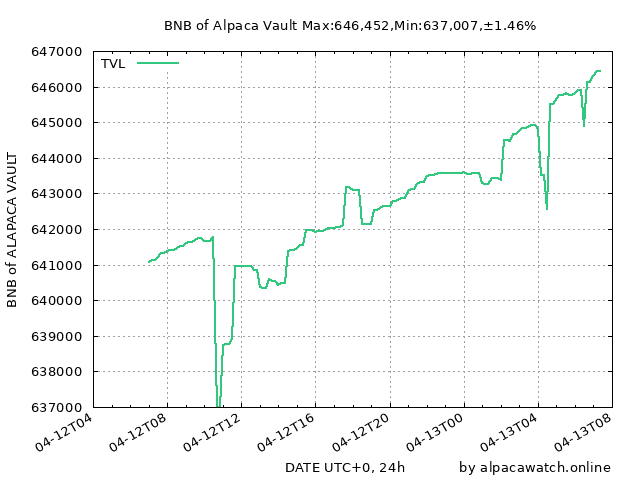 BNB of Alpaca Vault Max:646,452,Min:637,007,±1.46%
TVL
BNB of ALAPACA VAULT
647000
646000
645000
644000
643000
642000
641000
640000
639000
638000
637000
04-12T04
04-12T08
04-12T12
04-12T16
04-12T20
04-13T00
04-13T04
04-13T08
DATE UTC+0, 24h
by alpacawatch.online